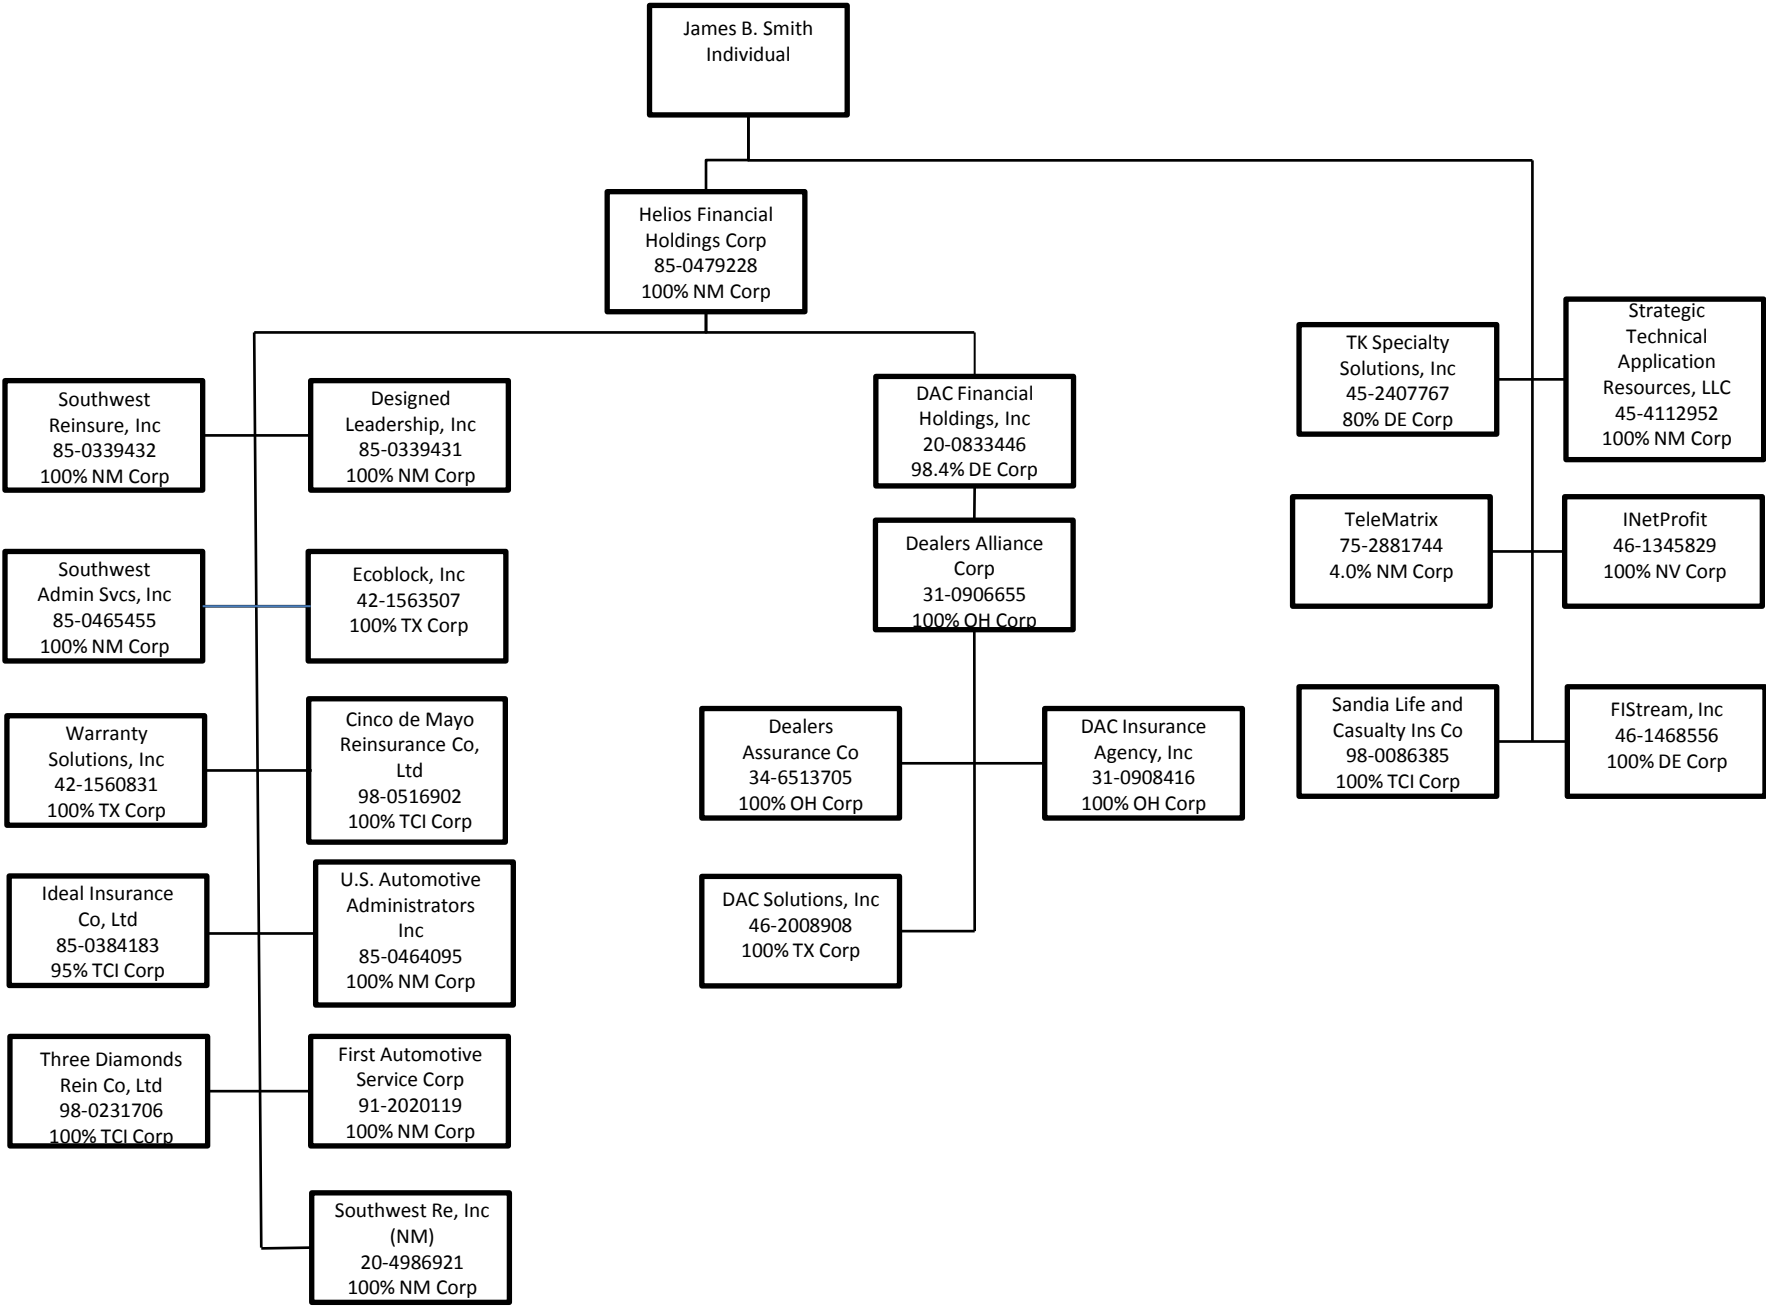 James B. Smith
Individual
Helios Financial
Holdings Corp
85-0479228
100% NM Corp
Southwest
Reinsure, Inc
85-0339432
100% NM Corp
Designed
Leadership, Inc
85-0339431
100% NM Corp
Southwest
Admin Svcs, Inc
85-0465455
100% NM Corp
Ecoblock, Inc
42-1563507
100% TX Corp
Warranty
Solutions, Inc
42-1560831
100% TX Corp
Cinco de Mayo
Reinsurance Co,
Ltd
98-0516902
100% TCI Corp
Ideal Insurance
Co, Ltd
85-0384183
95% TCI Corp
U.S. Automotive
Administrators
Inc
85-0464095
100% NM Corp
Three Diamonds
Rein Co, Ltd
98-0231706
100% TCI Corp
First Automotive
Service Corp
91-2020119
100% NM Corp
Southwest Re, Inc
(NM)
20-4986921
100% NM Corp
DAC Financial
Holdings, Inc
20-0833446
98.4% DE Corp
Dealers Alliance
Corp
31-0906655
100% OH Corp
Dealers
Assurance Co
34-6513705
100% OH Corp
DAC Insurance
Agency, Inc
31-0908416
100% OH Corp
DAC Solutions, Inc
46-2008908
100% TX Corp
TK Specialty
Solutions, Inc
45-2407767
80% DE Corp
Strategic
Technical
Application
Resources, LLC
45-4112952
100% NM Corp
TeleMatrix
75-2881744
4.0% NM Corp
INetProfit
46-1345829
100% NV Corp
Sandia Life and
Casualty Ins Co
98-0086385
100% TCI Corp
FIStream, Inc
46-1468556
100% DE Corp